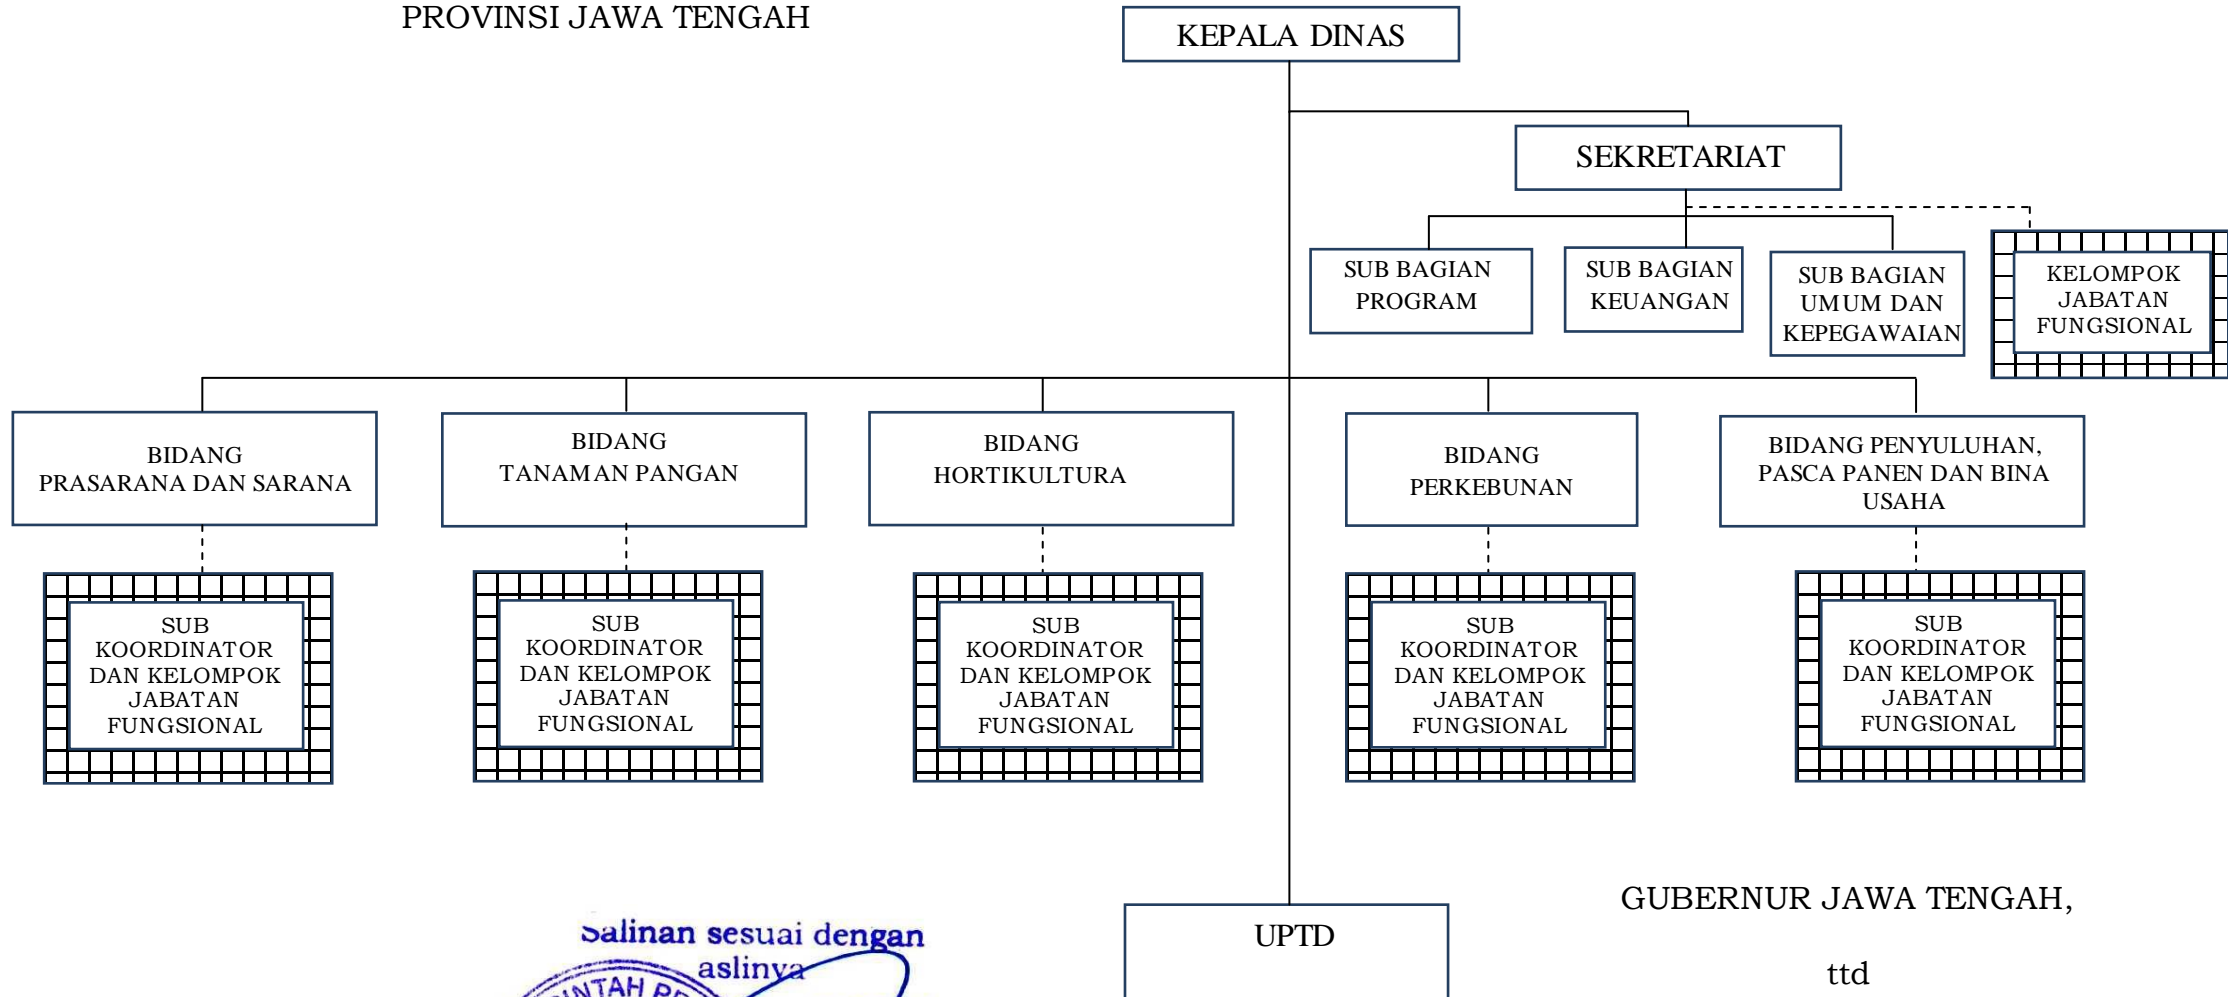 PROVINSI JAWA TENGAH
KEPALA DINAS
SEKRETARIAT
SUB BAGIAN
PROGRAM
SUB BAGIAN
KEUANGAN
SUB BAGIAN
UMUM DAN
KEPEGAWAIAN
KELOMPOK
JABATAN
FUNGSIONAL
BIDANG
PRASARANA DAN SARANA
BIDANG
TANAMAN PANGAN
BIDANG
HORTIKULTURA
BIDANG
PERKEBUNAN
BIDANG PENYULUHAN,
PASCA PANEN DAN BINA
USAHA
SUB
KOORDINATOR
DAN KELOMPOK
JABATAN
FUNGSIONAL
SUB
KOORDINATOR
DAN KELOMPOK
JABATAN
FUNGSIONAL
SUB
KOORDINATOR
DAN KELOMPOK
JABATAN
FUNGSIONAL
SUB
KOORDINATOR
DAN KELOMPOK
JABATAN
FUNGSIONAL
SUB
KOORDINATOR
DAN KELOMPOK
JABATAN
FUNGSIONAL
Salinan sesuai dengan
aslinya
UPTD
GUBERNUR JAWA TENGAH,
ttd